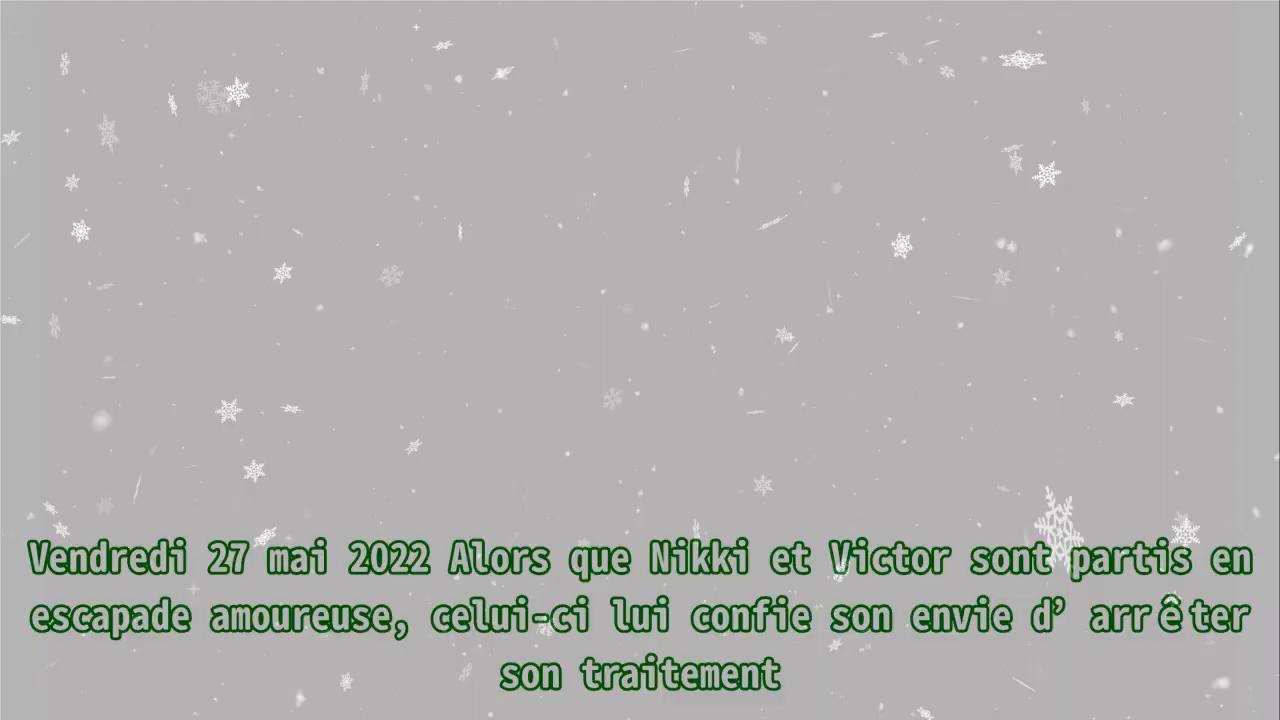 Vendredi 27 mai 2022 Alors que Nikki et Victor sont partis en
escapade amoureuse, celui-ci lui confie son envie d’ arrêter
son traitement